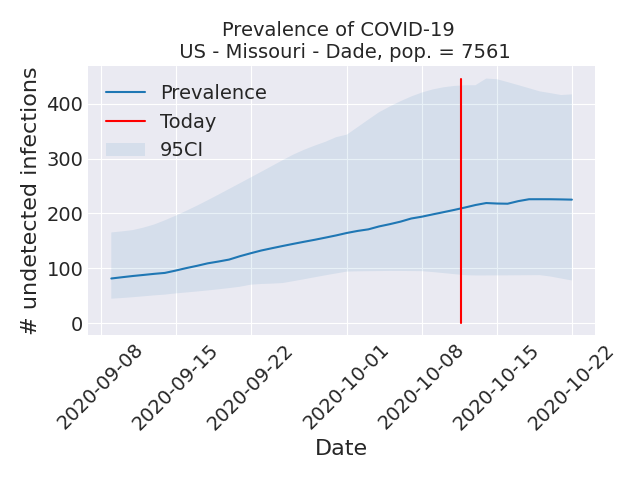 Prevalence of COVID-19
US - Missouri - Dade, pop. = 7561
# undetected infections
400
300
200
100
0
Prevalence
Today
95CI
2020-09-08
2020-09-15
2020-09-22
2020-10-01
2020-10-08
2020-10-15
2020-10-22
Date